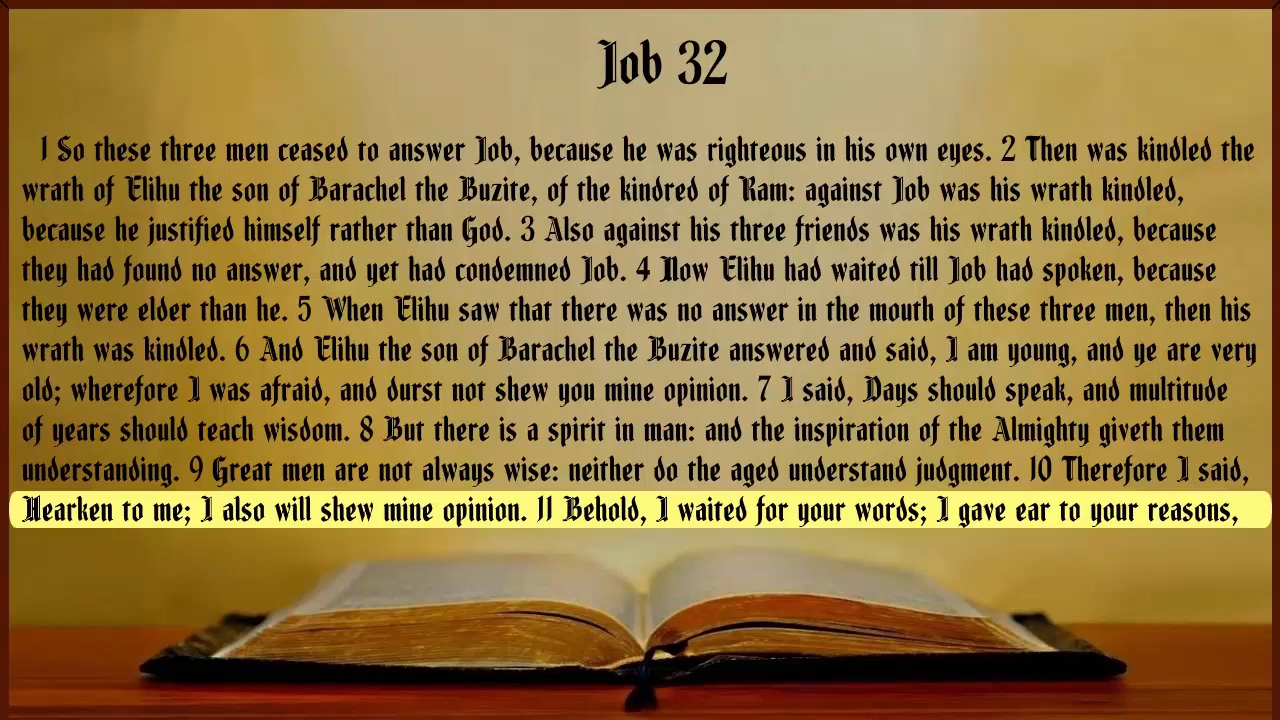 Job 32
1 So these three men ceased to answer Job, because he was righteous in his own eyes. 2 Then was kindled the
wrath of Elihu the son of Barachel the Buzite, of the kindred of Ram: against Job was his wrath kindled,
because he justified himself rather than God. 3 Also against his three friends was his wrath kindled, because
they had found no answer, and yet had condemned Job. 4 Now Elihu had waited till Job had spoken, because
they were elder than he. 5 When Elihu saw that there was no answer in the mouth of these three men, then his
wrath was kindled. 6 And Elihu the son of Barachel the Buzite answered and said, I am young, and ye are very
old; wherefore I was afraid, and durst not shew you mine opinion. 7 I said, Days should speak, and multitude
of years should teach wisdom. 8 But there is a spirit in man: and the inspiration of the Almighty giveth them
understanding. 9 Great men are not always wise: neither do the aged understand judgment. 10 Therefore I said,
Hearken to me; I also will shew mine opinion. 11 Behold, I waited for your words; I gave ear to your reasons,